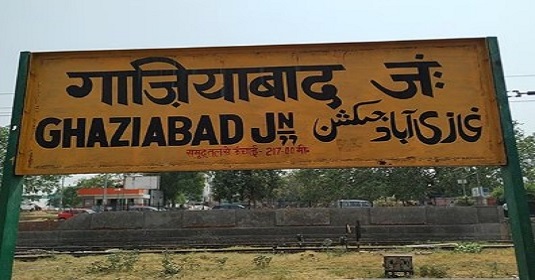 गाज़ियाबाद जं॰
GHAZIABAD JN غازی آباد جنکشن
समुद्रतल से ऊँचाई- 217·80 मी॰